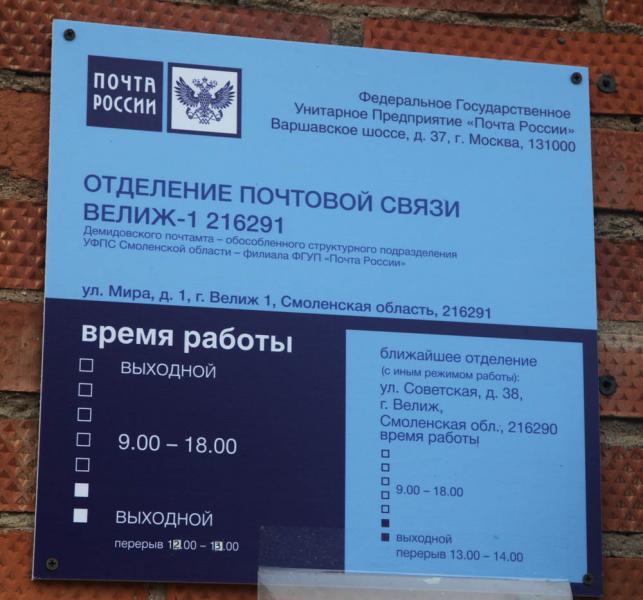 ПОЧТА
РОССИИ
Федеральное Государственное
Унитарное Предприятие «Почта России»
Варшавское шоссе, д. 37, г. Москва, 131000
ОТДЕЛЕНИЕ ПОЧТОВОЙ СВЯЗИ
ВЕЛИЖ-1 216291
Демидовского почтамта – обособленного структурного подразделения
УФПС Смоленской области – филиала ФГУП «Почта России»
ул. Мира, д. 1, г. Велиж 1, Смоленская область, 216291
время работы
ВЫХОДНОЙ
9.00 – 18.00
ВЫХОДНОЙ
перерыв 12.00 – 13.00
ближайшее отделение
(с иным режимом работы):
ул. Советская, д. 38,
г. Велиж,
Смоленская обл., 216290
время работы
9.00 – 18.00
ВЫХОДНОЙ
перерыв 13.00 – 14.00